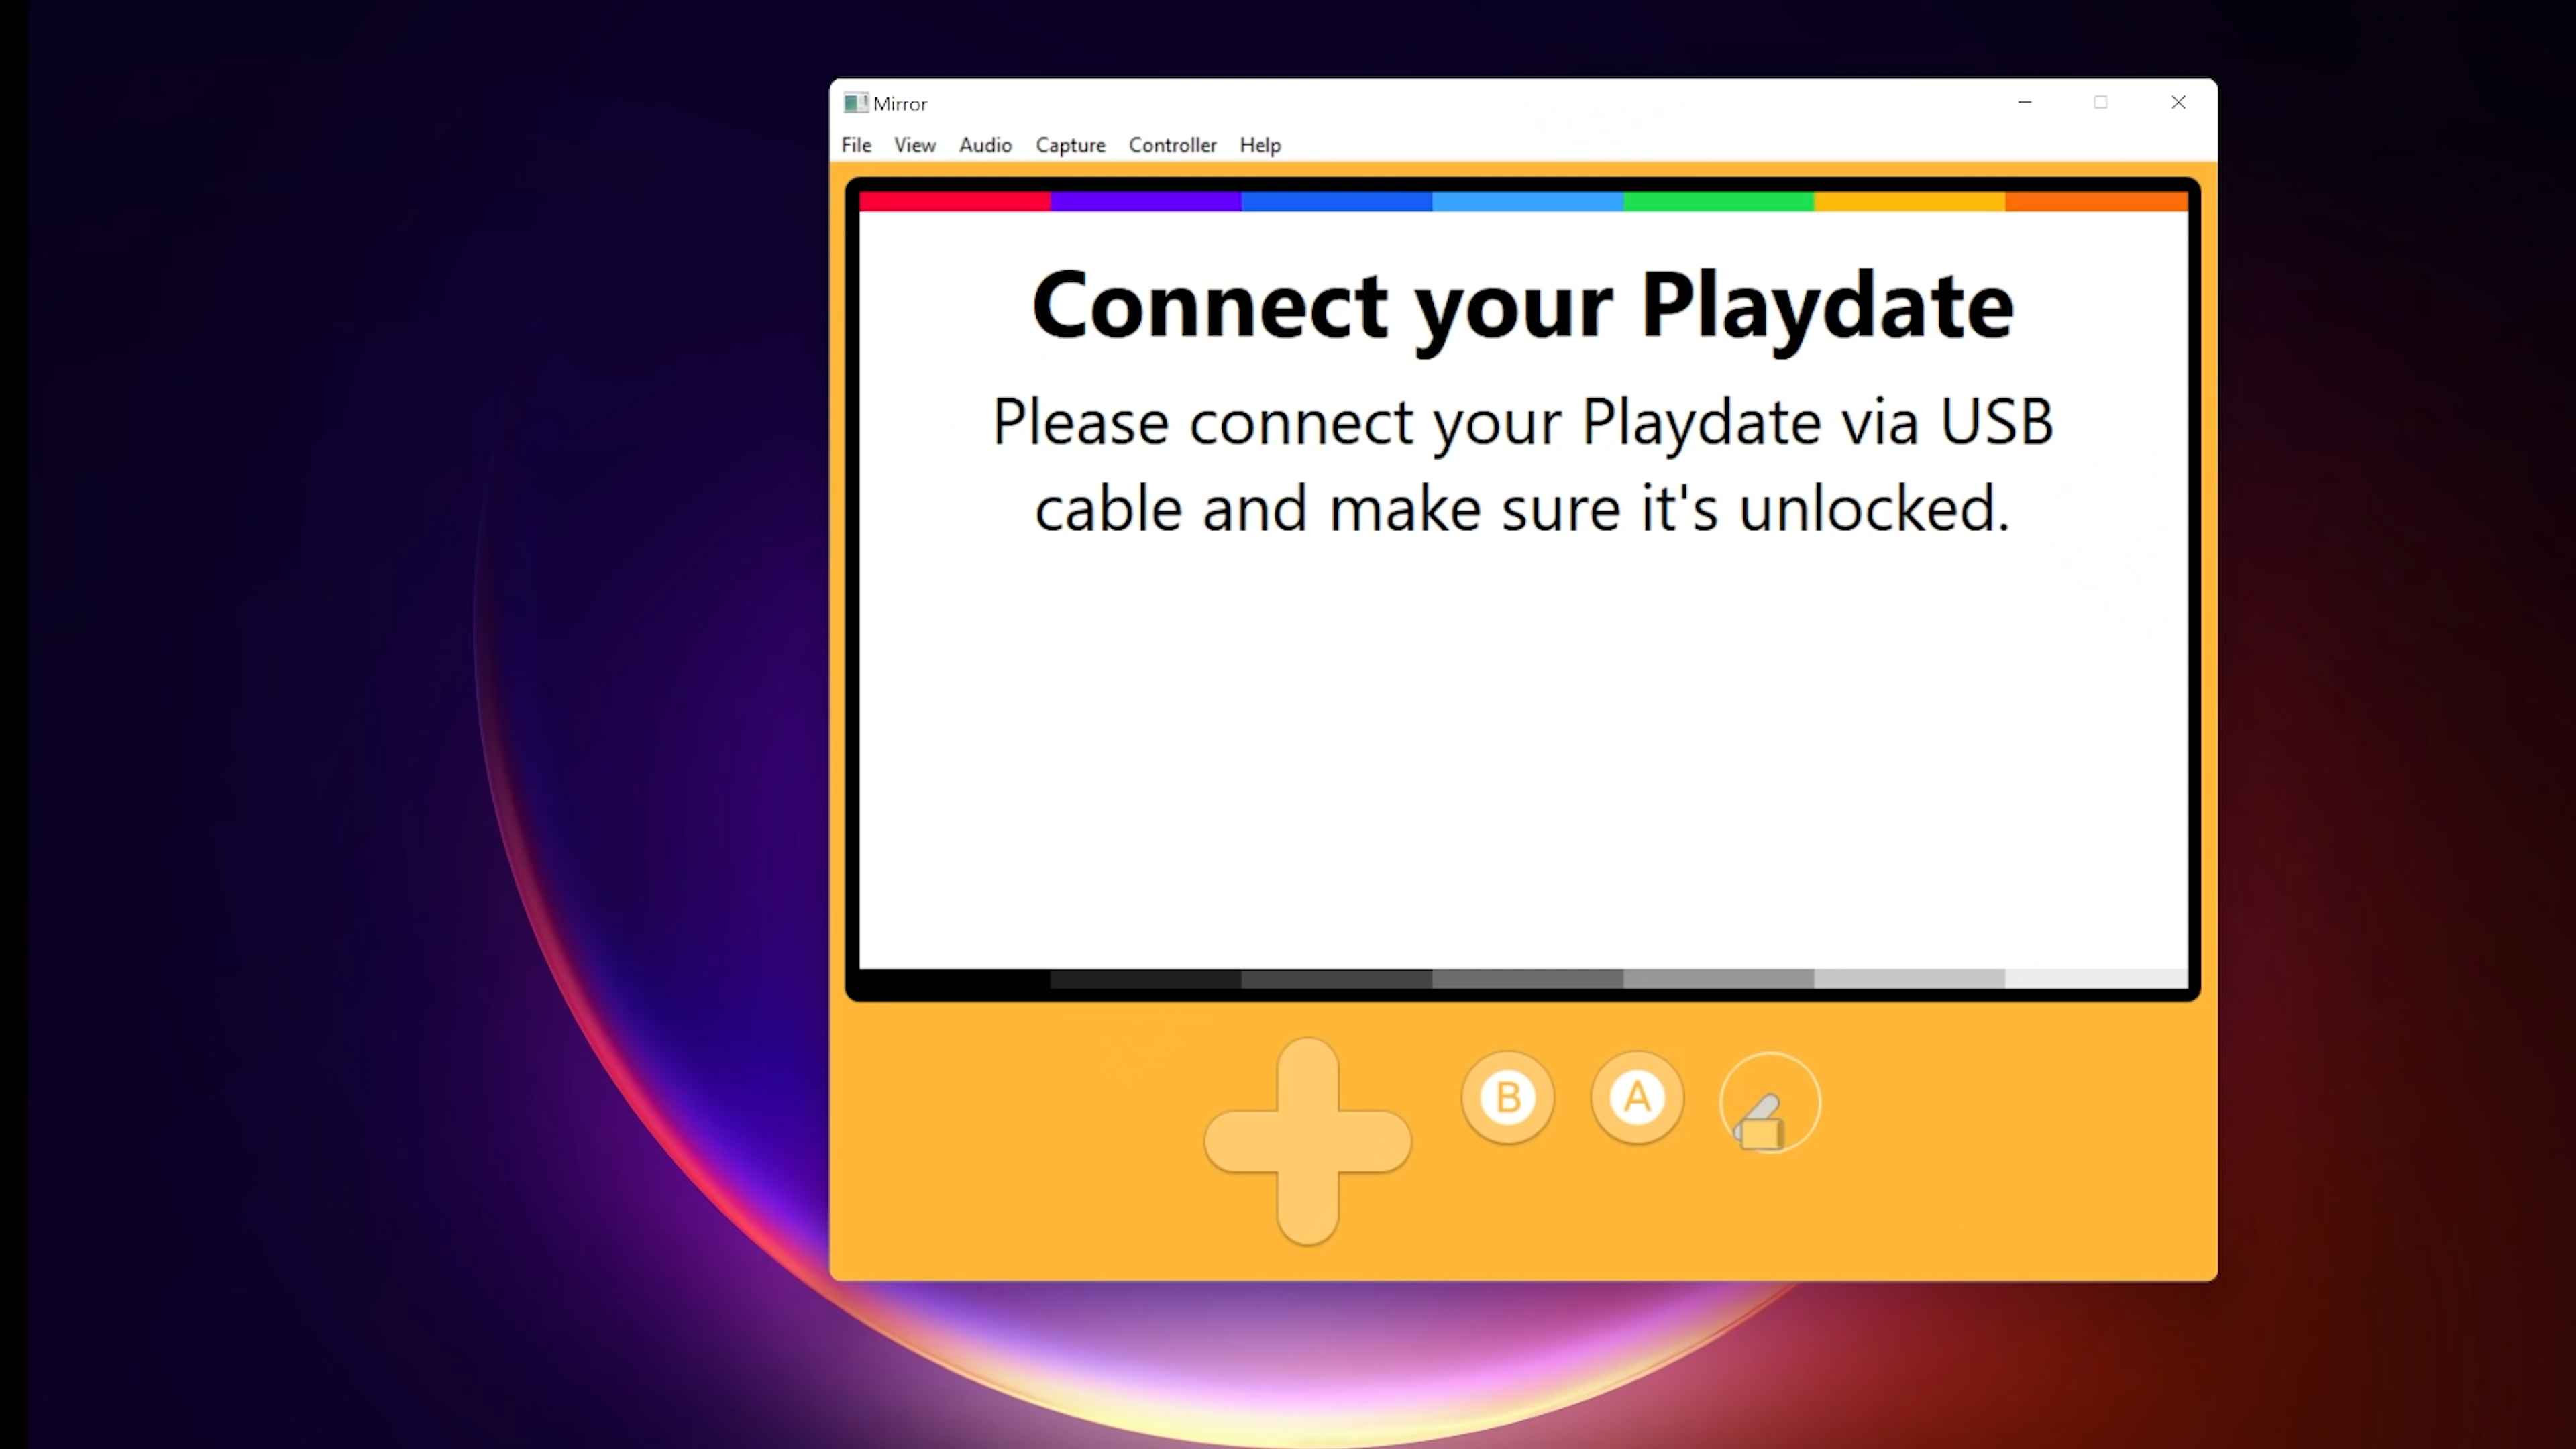 Mirror
File View Audio Capture Controller Help
Connect your Playdate
Please connect your Playdate via USB
cable and make sure it's unlocked.
B A